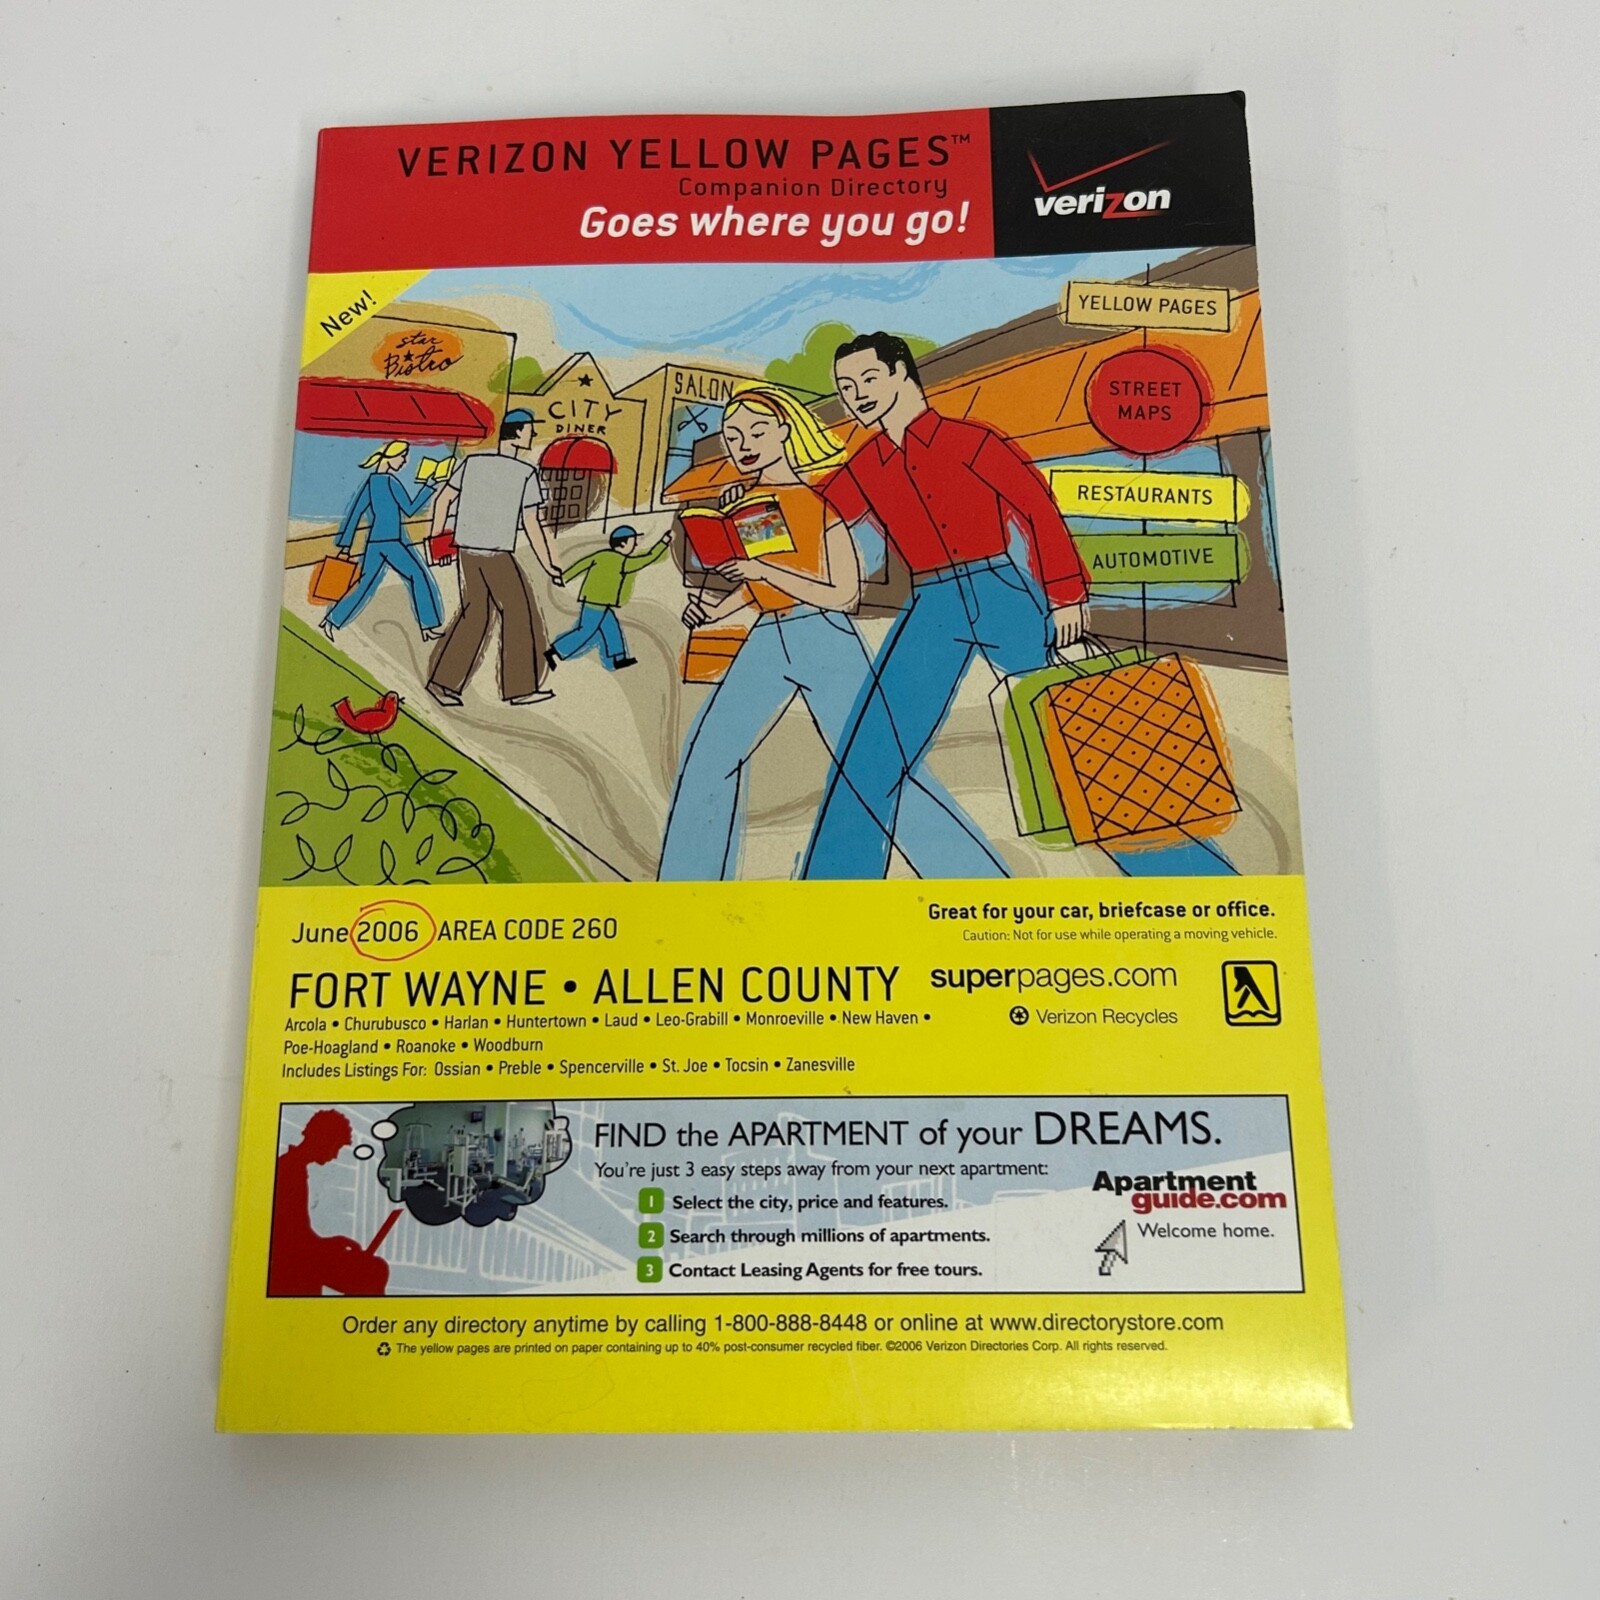 VERIZON YELLOW PAGES™
Companion Directory
Goes where you go!
verizon
New!
YELLOW PAGES
star
Bistro
STREET
MAPS
SALON
CITY
DINER
RESTAURANTS
AUTOMOTIVE
June 2006 AREA CODE 260
Great for your car, briefcase or office.
Caution: Not for use while operating a moving vehicle.
FORT WAYNE • ALLEN COUNTY
superpages.com
Arcola • Churubusco • Harlan • Huntertown • Laud • Leo-Grabill • Monroeville • New Haven •
Verizon Recycles
Poe-Hoagland • Roanoke • Woodburn
Includes Listings For: Ossian • Preble • Spencerville • St. Joe • Tocsin • Zanesville
FIND the APARTMENT of your DREAMS.
You're just 3 easy steps away from your next apartment:
1 Select the city, price and features.
2 Search through millions of apartments.
3 Contact Leasing Agents for free tours.
Apartment
guide.com
Welcome home.
Order any directory anytime by calling 1-800-888-8448 or online at www.directorystore.com
The yellow pages are printed on paper containing up to 40% post-consumer recycled fiber. ©2006 Verizon Directories Corp. All rights reserved.